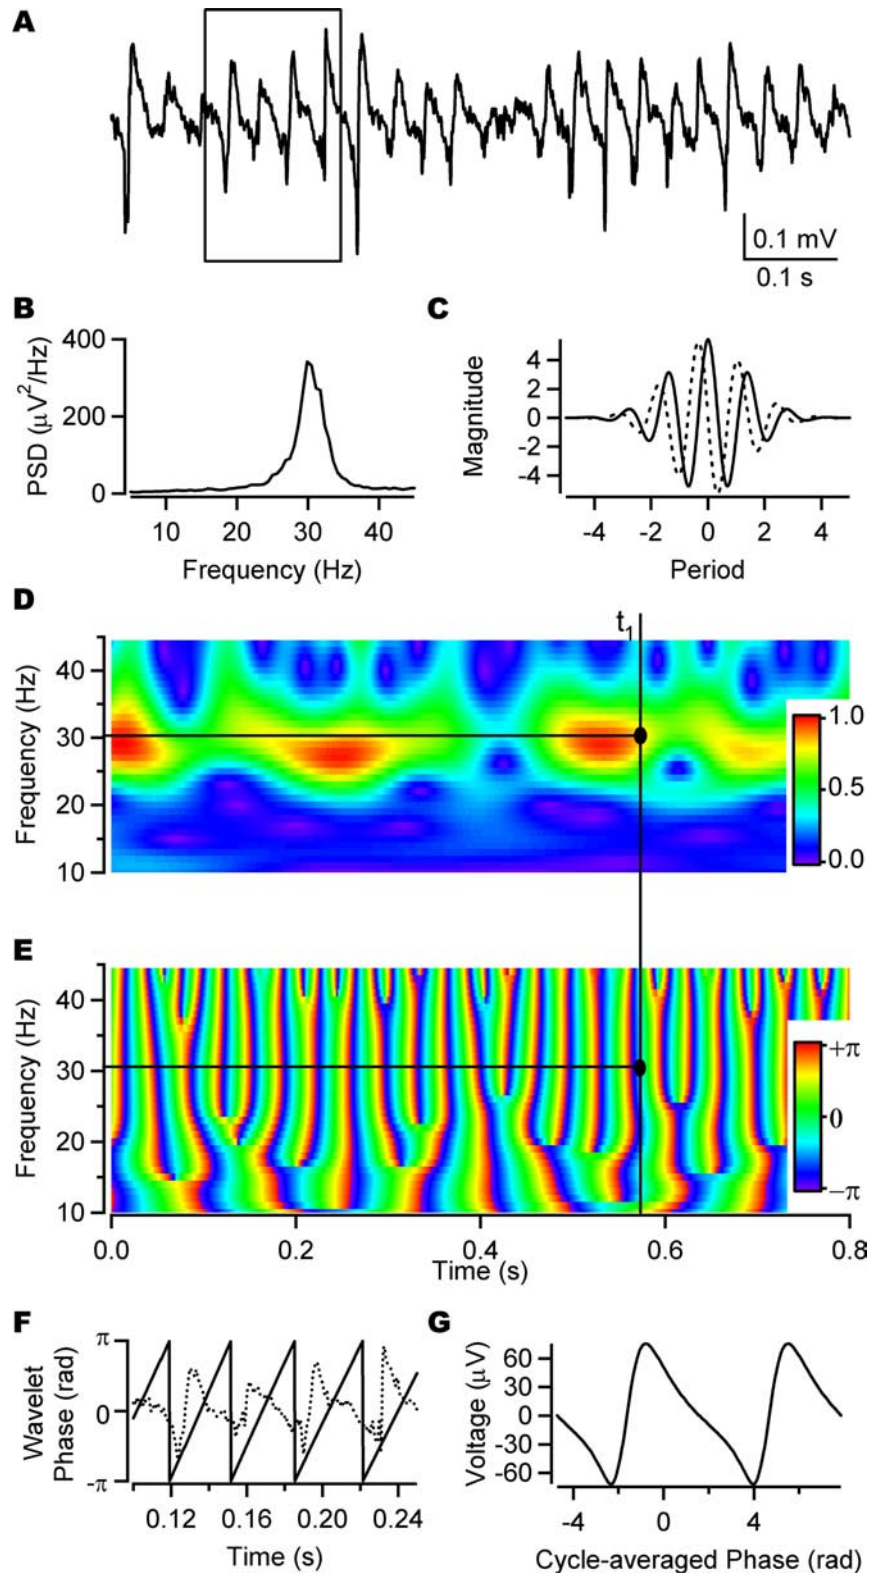 A
0.1 mV
0.1 s
B
C
400
200
0
PSD (μV²/Hz)
10 20 30 40
Frequency (Hz)
4
2
0
-2
-4
Magnitude
-4 -2 0 2 4
Period
D
t₁
40
30
20
10
Frequency (Hz)
1.0
0.5
0.0
E
40
30
20
10
Frequency (Hz)
+π
0
−π
0.0 0.2 0.4 0.6 0.8
Time (s)
F
G
π
0
-π
Wavelet
Phase (rad)
0.12 0.16 0.20 0.24
Time (s)
60
30
0
-30
-60
Voltage (μV)
-4 0 4
Cycle-averaged Phase (rad)